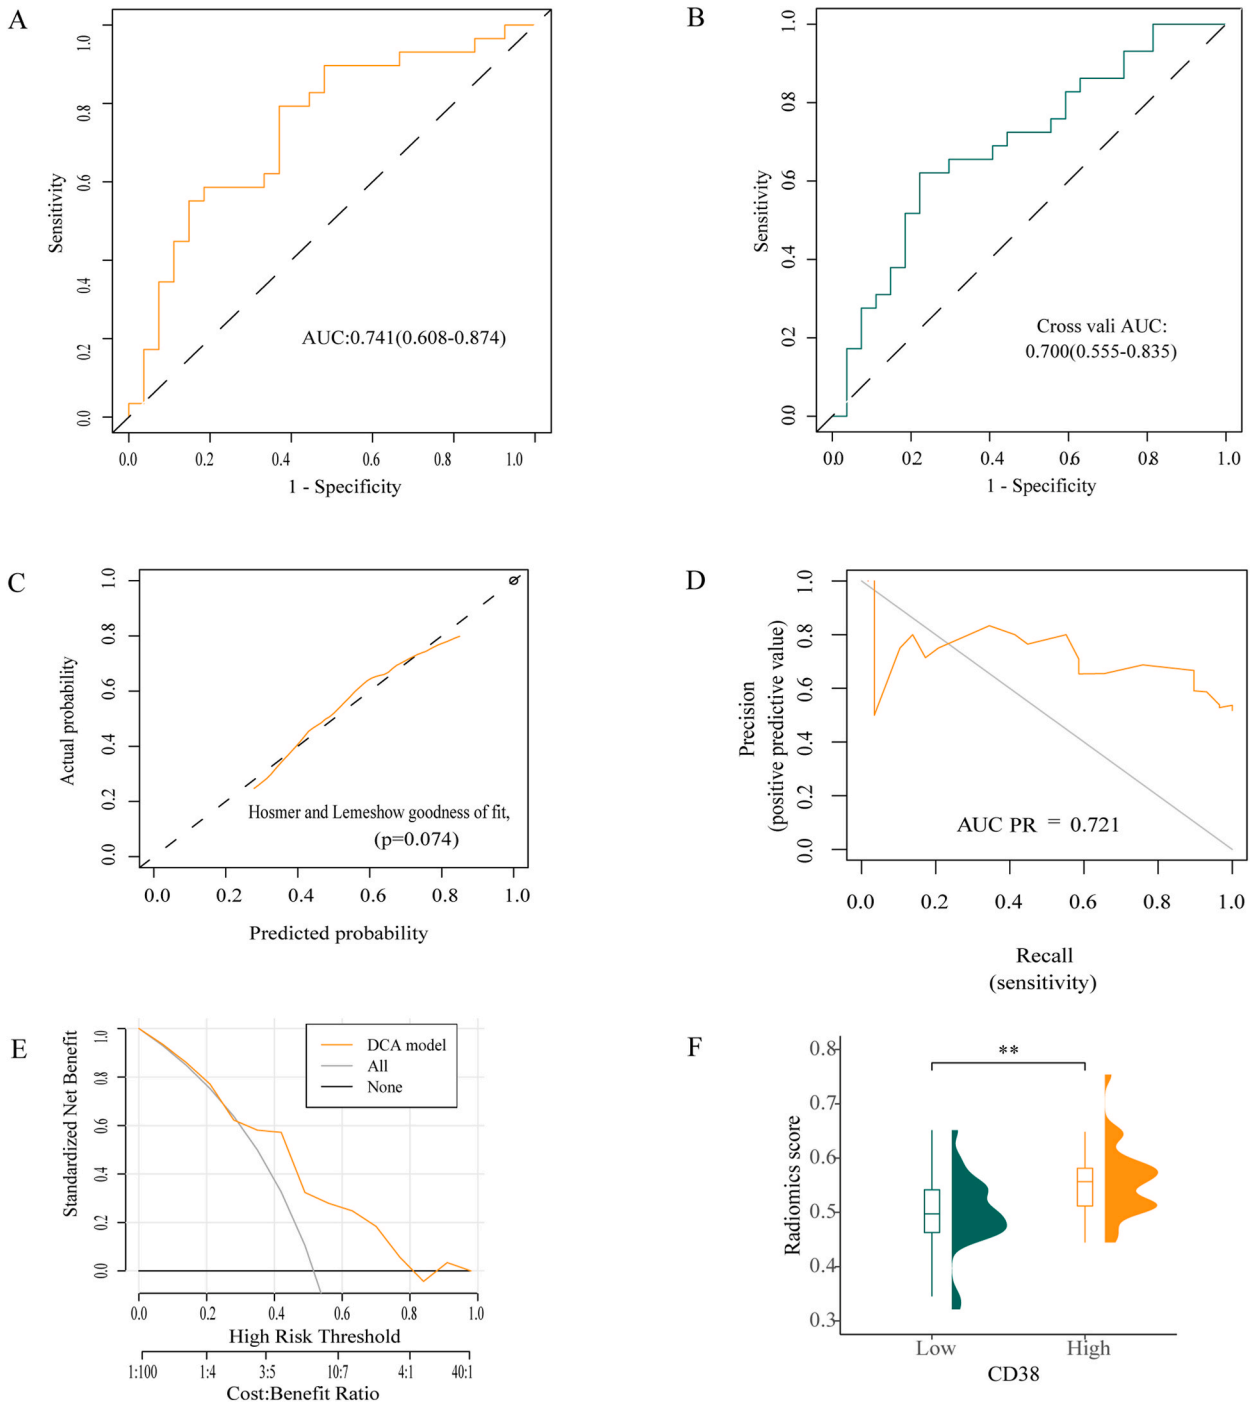 A
Sensitivity
1.0
0.8
0.6
0.4
0.2
0.0
AUC:0.741(0.608-0.874)
0.0 0.2 0.4 0.6 0.8 1.0
1 - Specificity
B
Sensitivity
1.0
0.8
0.6
0.4
0.2
0.0
Cross vali AUC:
0.700(0.555-0.835)
00 02 04 06 08 1.0
1 - Specificity
C
Actual probability
1.0
0.8
0.6
0.4
0.2
0.0
Hosmer and Lemeshow goodness of fit,
(p=0.074)
0.0 0.2 0.4 0.6 0.8 1.0
Predicted probability
D
Precision
(positive predictive value)
1.0
0.8
0.6
0.4
0.2
0.0
AUC PR = 0.721
0.0 0.2 0.4 0.6 0.8 1.0
Recall
(sensitivity)
E
Standardized Net Benefit
1.0
0.8
0.6
0.4
0.2
0.0
DCA model
All
None
0.0 0.2 0.4 0.6 0.8 1.0
High Risk Threshold
1:100 1:4 3:5 10:7 4:1 40:1
Cost:Benefit Ratio
F
Radiomics score
0.8
0.7
0.6
0.5
0.4
0.3
**
Low High
CD38